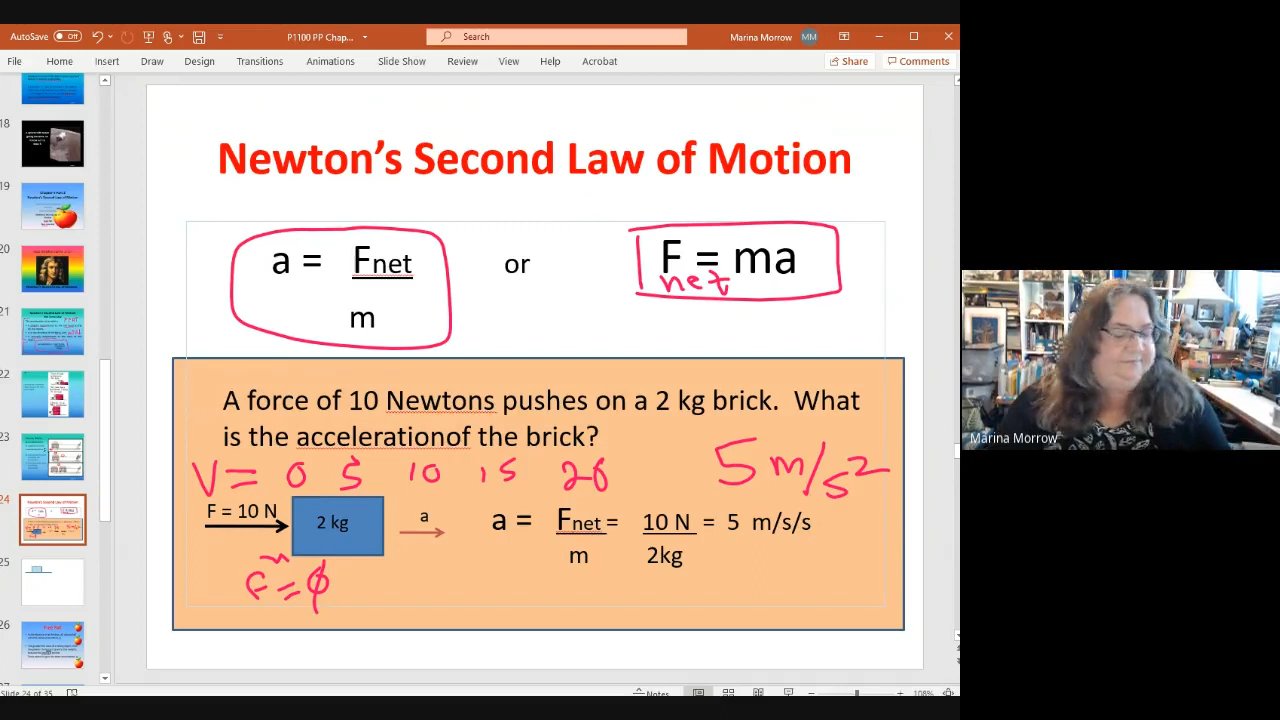 AutoSave Off P1100 PP Chap... Search Marina Morrow MM
File Home Insert Draw Design Transitions Animations Slide Show Review View Help Acrobat Share Comments
18
19
20
21
22
23
24
25
26
Newton's Second Law of Motion
a = Fnet or F = ma
net
m
A force of 10 Newtons pushes on a 2 kg brick. What
is the accelerationof the brick?
V = 0 5 10 15 20 5 m/s²
F = 10 N 2 kg a a = Fnet = 10 N = 5 m/s/s
m 2kg
= ϕ
Marina Morrow
Slide 24 of 35 Notes 108%